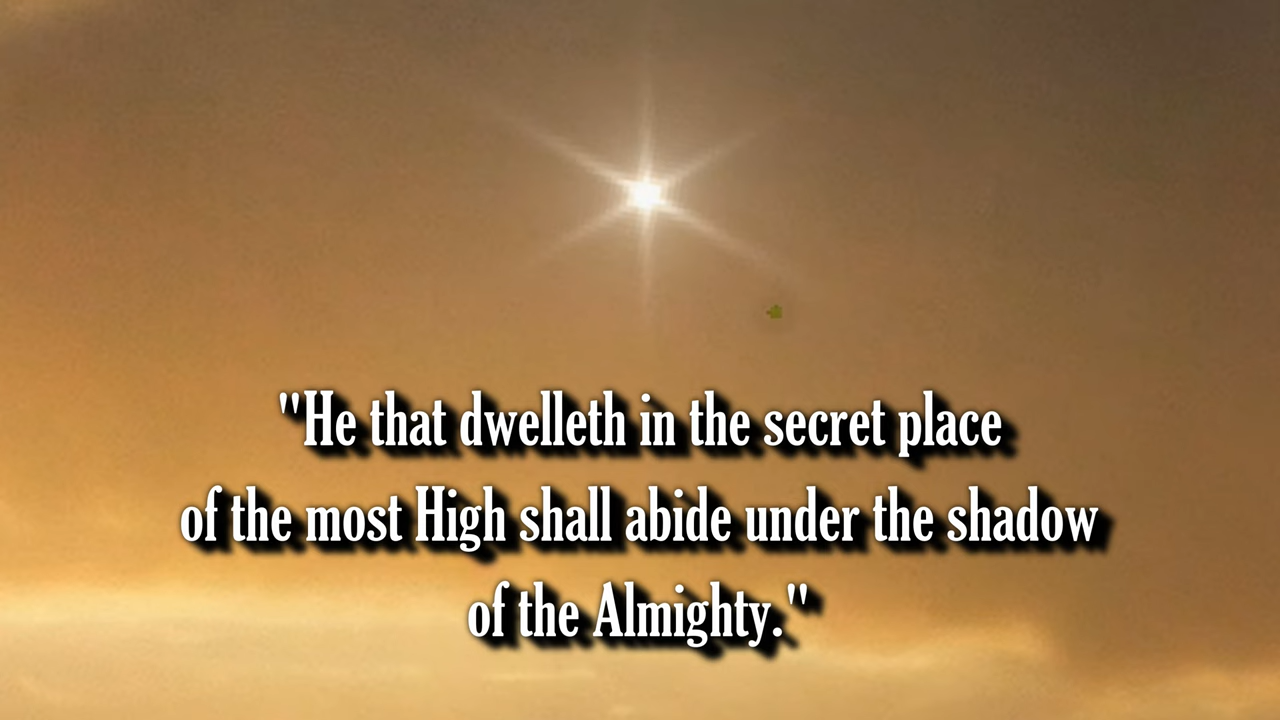 "He that dwelleth in the secret place
of the most High shall abide under the shadow
of the Almighty."